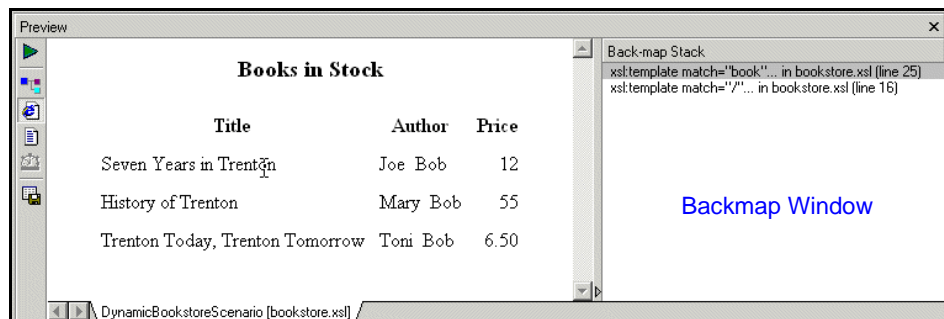 Preview
Books in Stock
Title Author Price
Seven Years in Trenton Joe Bob 12
History of Trenton Mary Bob 55
Trenton Today, Trenton Tomorrow Toni Bob 6.50
DynamicBookstoreScenario [bookstore.xsl]
Back-map Stack
xsl:template match="book"... in bookstore.xsl (line 25)
xsl:template match="/"... in bookstore.xsl (line 16)
Backmap Window